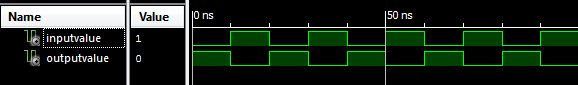 Name Value 0 ns 50 ns
inputvalue 1
outputvalue 0